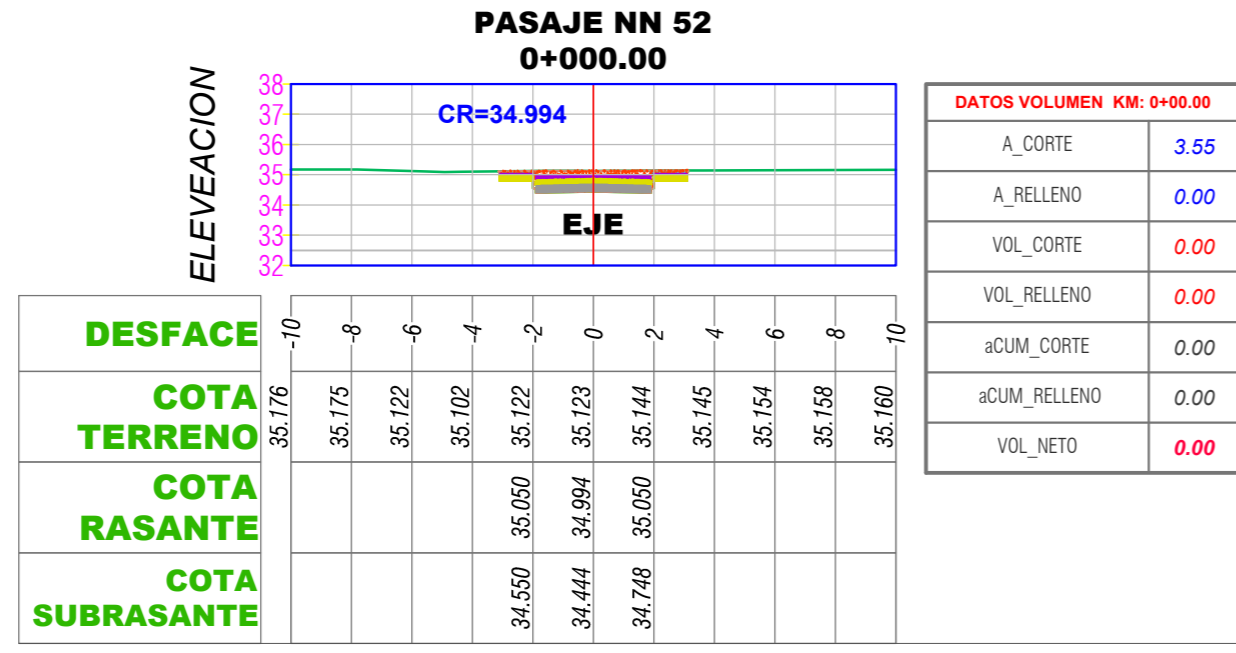 PASAJE NN 52
0+000.00
ELEVEACION
38
37
36
35
34
33
32
CR=34.994
EJE
DESFACE
-10 -8 -6 -4 -2 0 2 4 6 8 10
COTA
TERRENO
35.176 35.175 35.122 35.102 35.122 35.123 35.144 35.145 35.154 35.158 35.160
COTA
RASANTE
35.050 34.994 35.050
COTA
SUBRASANTE
34.550 34.444 34.748
DATOS VOLUMEN KM: 0+00.00
A_CORTE 3.55
A_RELLENO 0.00
VOL_CORTE 0.00
VOL_RELLENO 0.00
aCUM_CORTE 0.00
aCUM_RELLENO 0.00
VOL_NETO 0.00